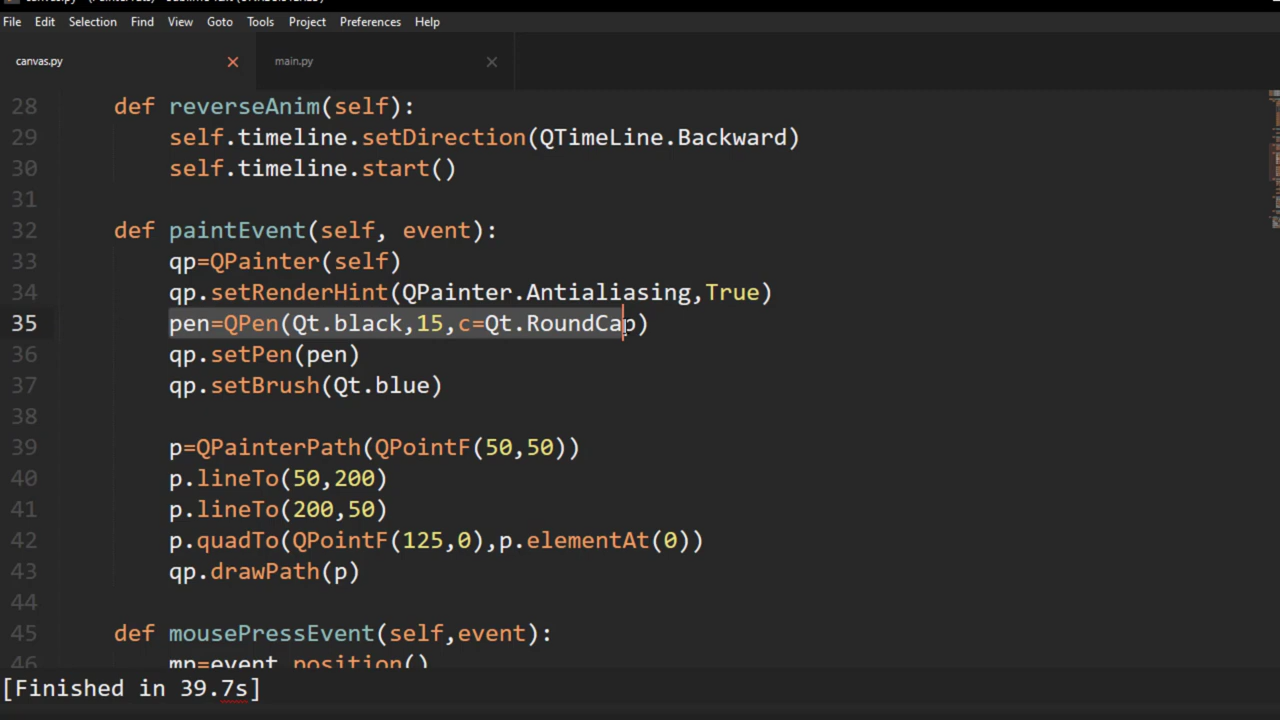 File Edit Selection Find View Goto Tools Project Preferences Help
canvas.py main.py
28 def reverseAnim(self):
29 self.timeline.setDirection(QTimeLine.Backward)
30 self.timeline.start()
31
32 def paintEvent(self, event):
33 qp=QPainter(self)
34 qp.setRenderHint(QPainter.Antialiasing,True)
35 pen=QPen(Qt.black,15,c=Qt.RoundCap)
36 qp.setPen(pen)
37 qp.setBrush(Qt.blue)
38
39 p=QPainterPath(QPointF(50,50))
40 p.lineTo(50,200)
41 p.lineTo(200,50)
42 p.quadTo(QPointF(125,0),p.elementAt(0))
43 qp.drawPath(p)
44
45 def mousePressEvent(self,event):
46 mp=event.position()
[Finished in 39.7s]